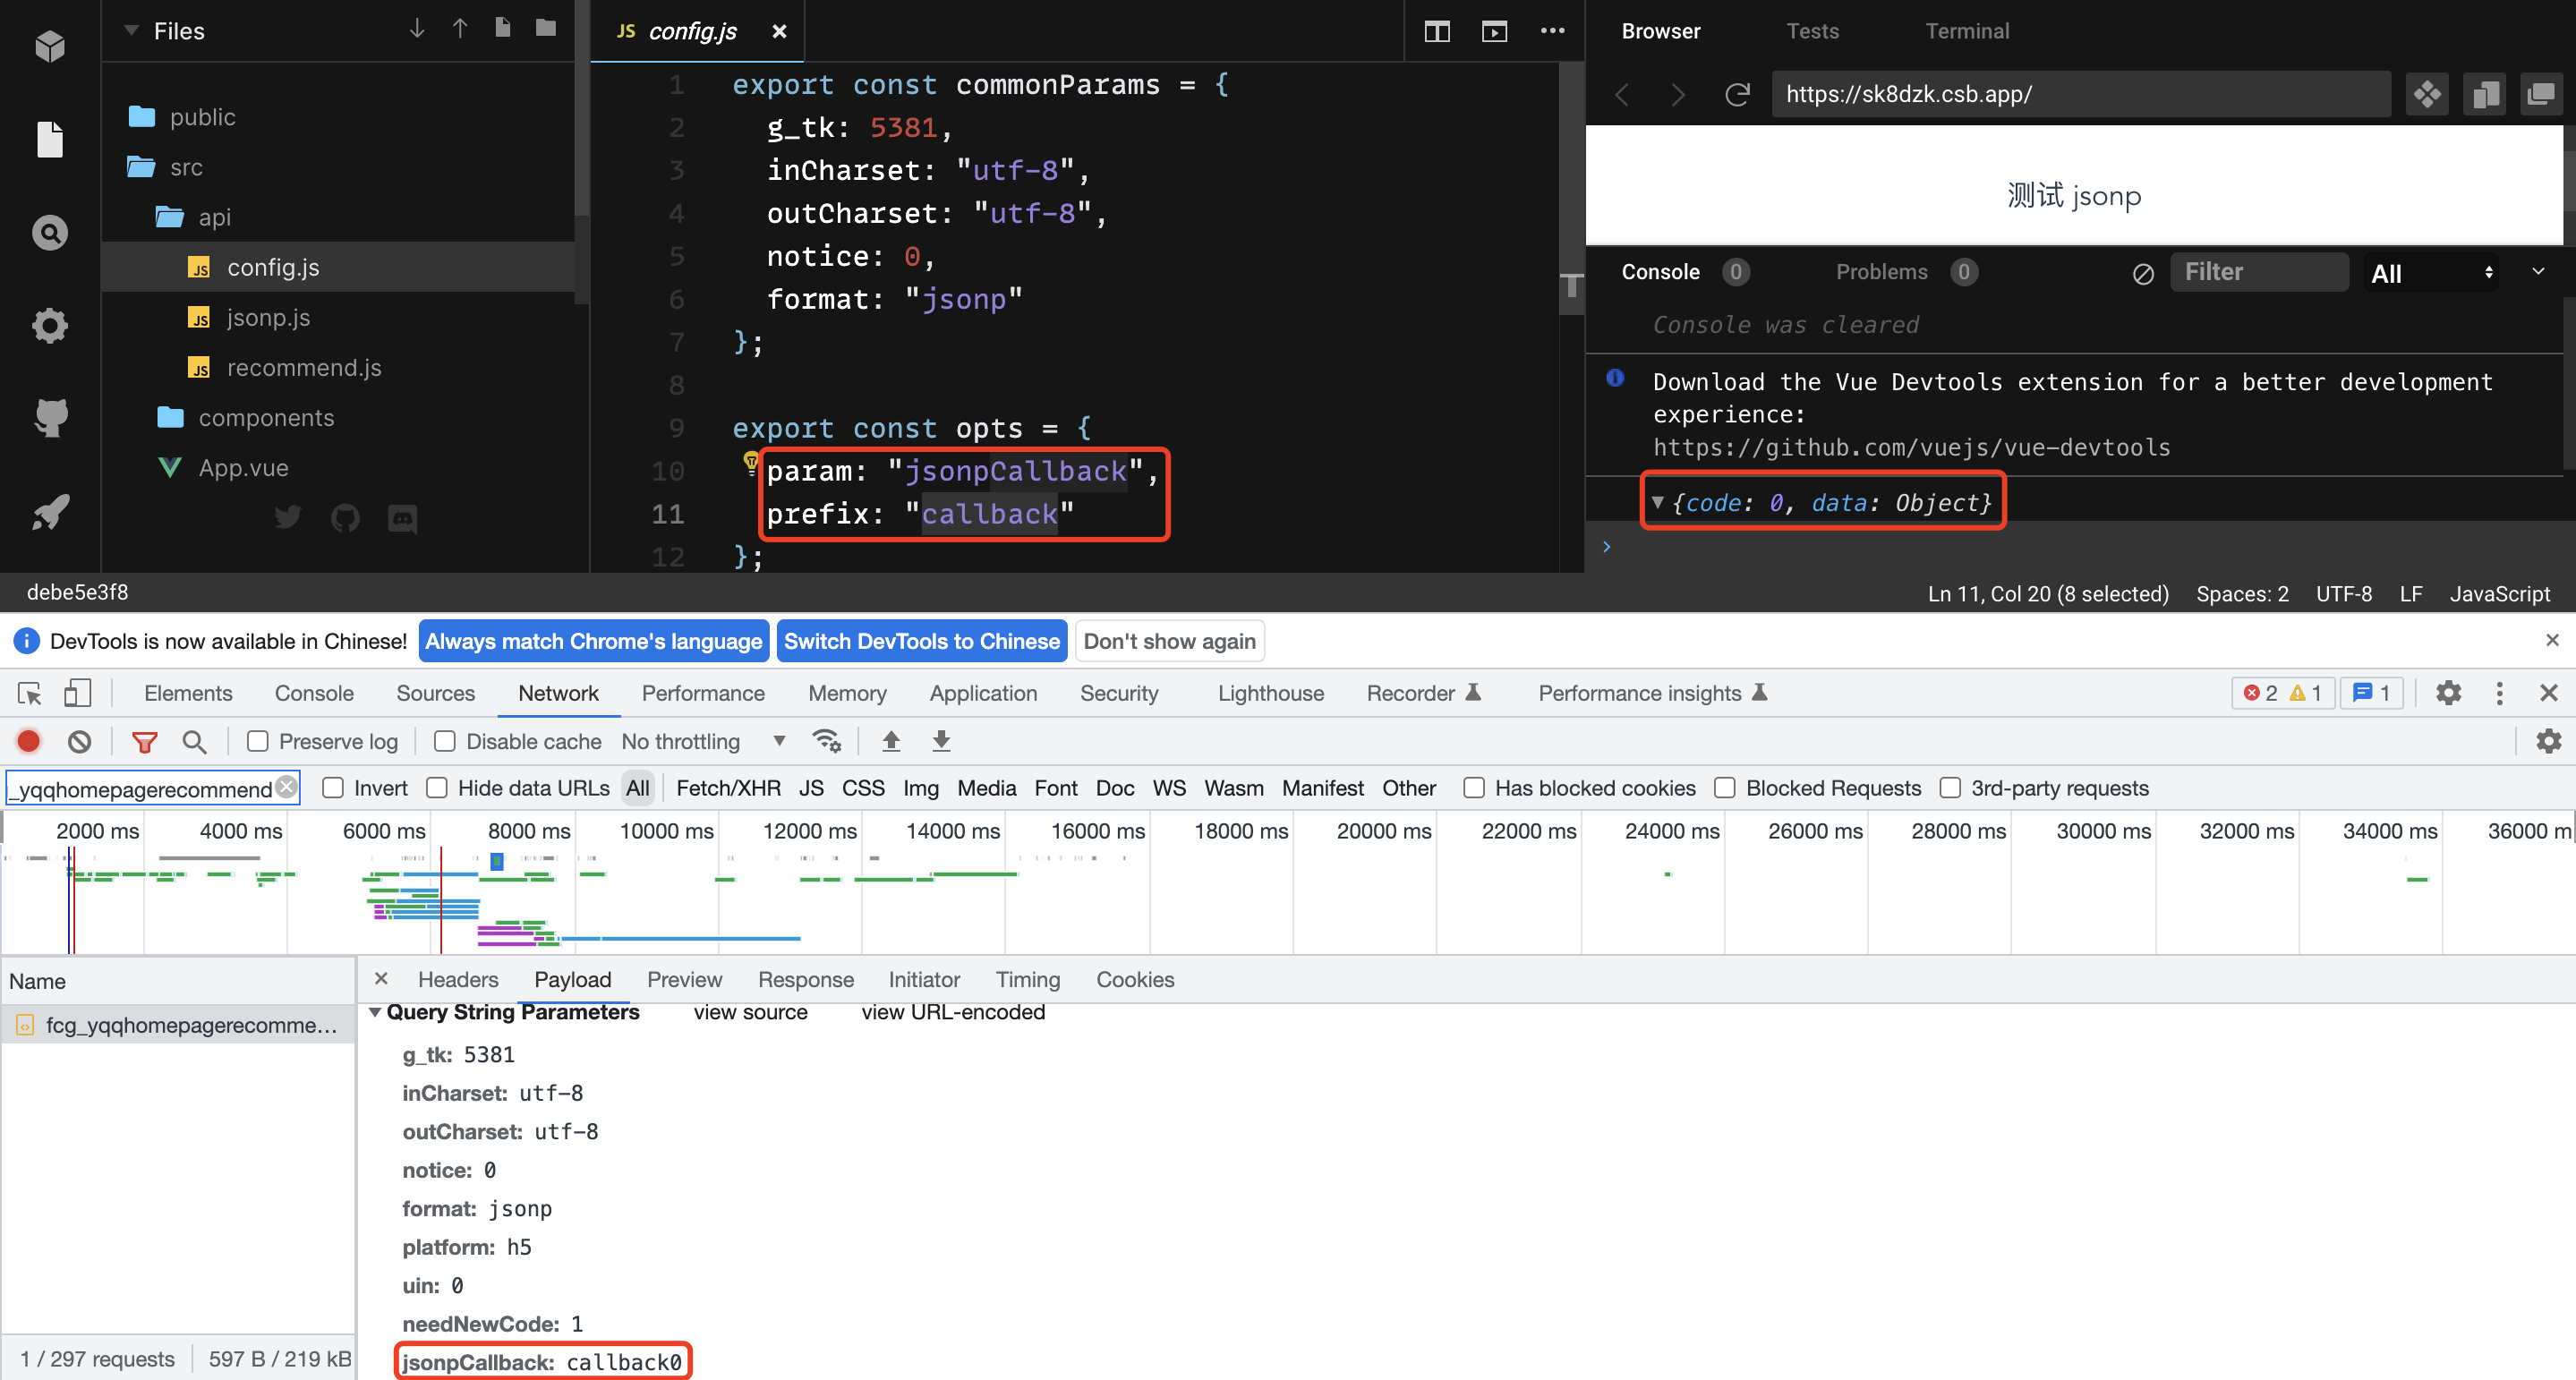 Files
public
src
api
config.js
jsonp.js
recommend.js
components
App.vue
JS config.js
1 export const commonParams = {
2 g_tk: 5381,
3 inCharset: "utf-8",
4 outCharset: "utf-8",
5 notice: 0,
6 format: "jsonp"
7 };
8
9 export const opts = {
10 param: "jsonpCallback",
11 prefix: "callback"
12 };
Browser Tests Terminal
https://sk8dzk.csb.app/
测试 jsonp
Console 0 Problems 0 Filter All
Console was cleared
Download the Vue Devtools extension for a better development
experience:
https://github.com/vuejs/vue-devtools
{code: 0, data: Object}
debe5e3f8 Ln 11, Col 20 (8 selected) Spaces: 2 UTF-8 LF JavaScript
DevTools is now available in Chinese! Always match Chrome's language Switch DevTools to Chinese Don't show again
Elements Console Sources Network Performance Memory Application Security Lighthouse Recorder Performance insights 2 1 1
Preserve log Disable cache No throttling
_yqqhomepagerecommend Invert Hide data URLs All Fetch/XHR JS CSS Img Media Font Doc WS Wasm Manifest Other Has blocked cookies Blocked Requests 3rd-party requests
2000 ms 4000 ms 6000 ms 8000 ms 10000 ms 12000 ms 14000 ms 16000 ms 18000 ms 20000 ms 22000 ms 24000 ms 26000 ms 28000 ms 30000 ms 32000 ms 34000 ms 36000 m
Name
fcg_yqqhomepagerecomme...
1 / 297 requests 597 B / 219 kB
Headers Payload Preview Response Initiator Timing Cookies
Query String Parameters view source view URL-encoded
g_tk: 5381
inCharset: utf-8
outCharset: utf-8
notice: 0
format: jsonp
platform: h5
uin: 0
needNewCode: 1
jsonpCallback: callback0